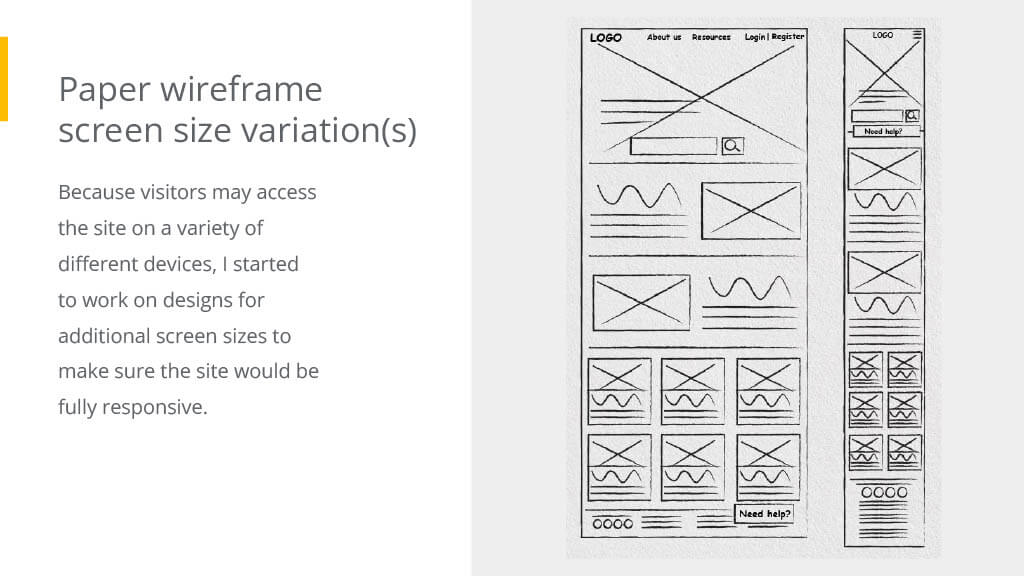 Paper wireframe
screen size variation(s)
Because visitors may access
the site on a variety of
different devices, I started
to work on designs for
additional screen sizes to
make sure the site would be
fully responsive.
LOGO About us Resources Login | Register
Need help?
LOGO
Need help?